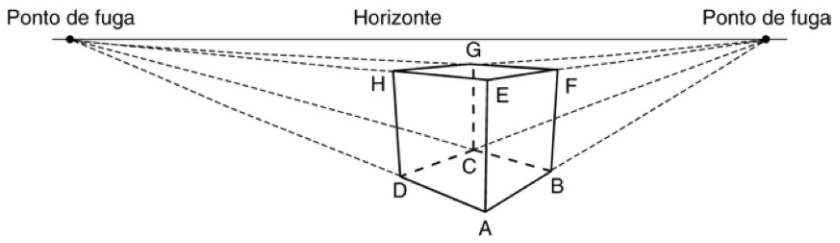 Ponto de fuga Horizonte Ponto de fuga
G
H E F
C
D B
A